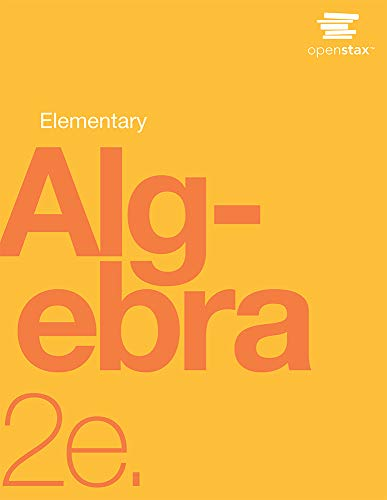 openstax™
Elementary
Alg-
ebra
2e.